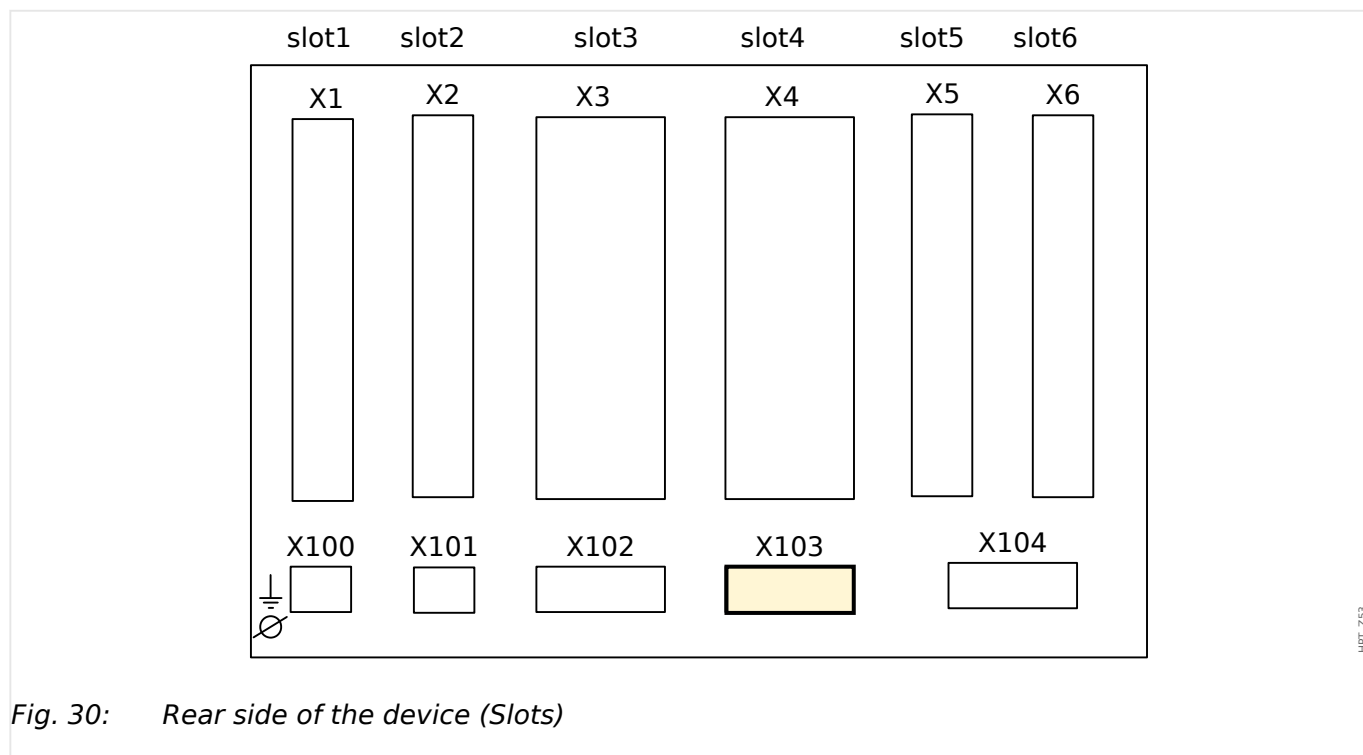 slot1 slot2 slot3 slot4 slot5 slot6
X1 X2 X3 X4 X5 X6
X100 X101 X102 X103 X104
Fig. 30: Rear side of the device (Slots)